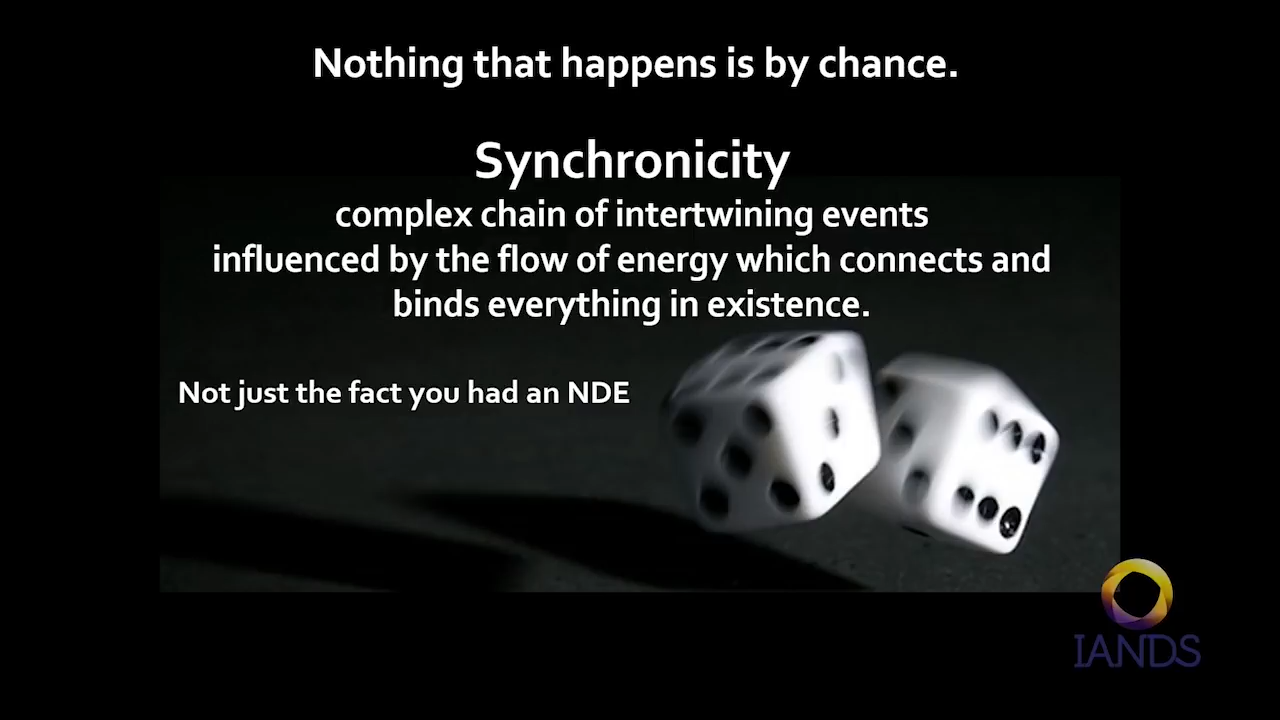 Nothing that happens is by chance.
Synchronicity
complex chain of intertwining events
influenced by the flow of energy which connects and
binds everything in existence.
Not just the fact you had an NDE
IANDS